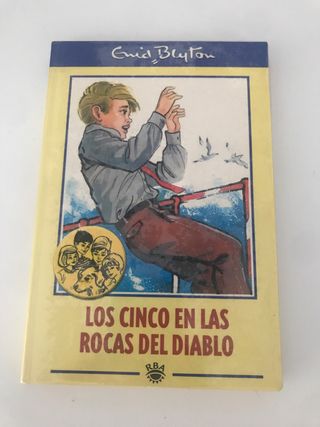 Enid Blyton
LOS CINCO EN LAS
ROCAS DEL DIABLO
RBA